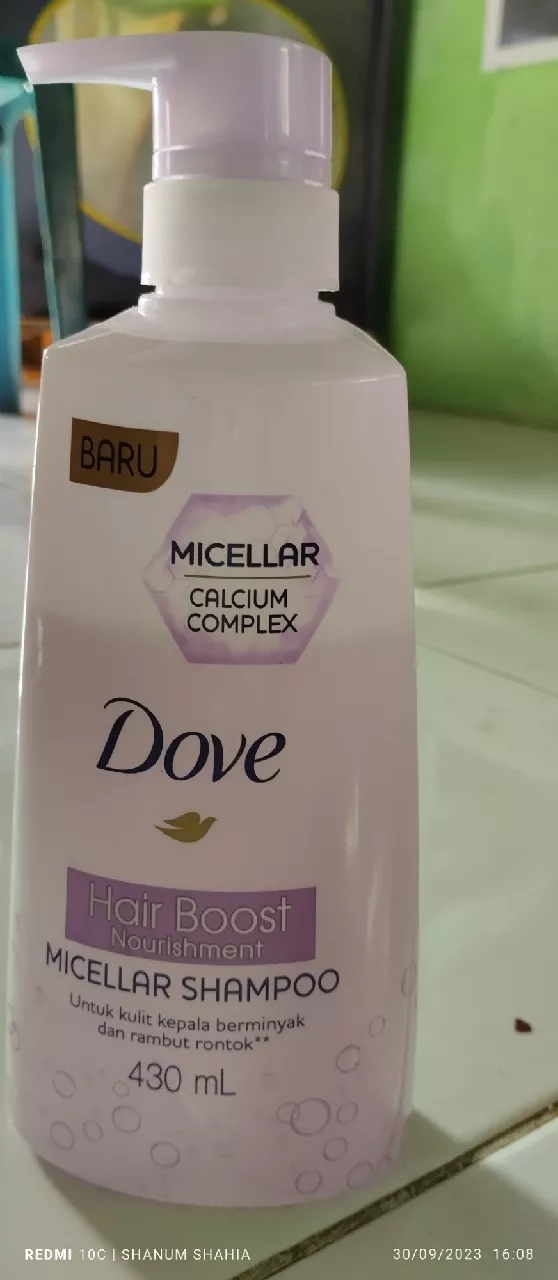 BARU
MICELLAR
CALCIUM
COMPLEX
Dove
Hair Boost
Nourishment
MICELLAR SHAMPOO
Untuk kulit kepala berminyak
dan rambut rontok**
430 mL
REDMI 10C | SHANUM SHAHIA
30/09/2023 16:08